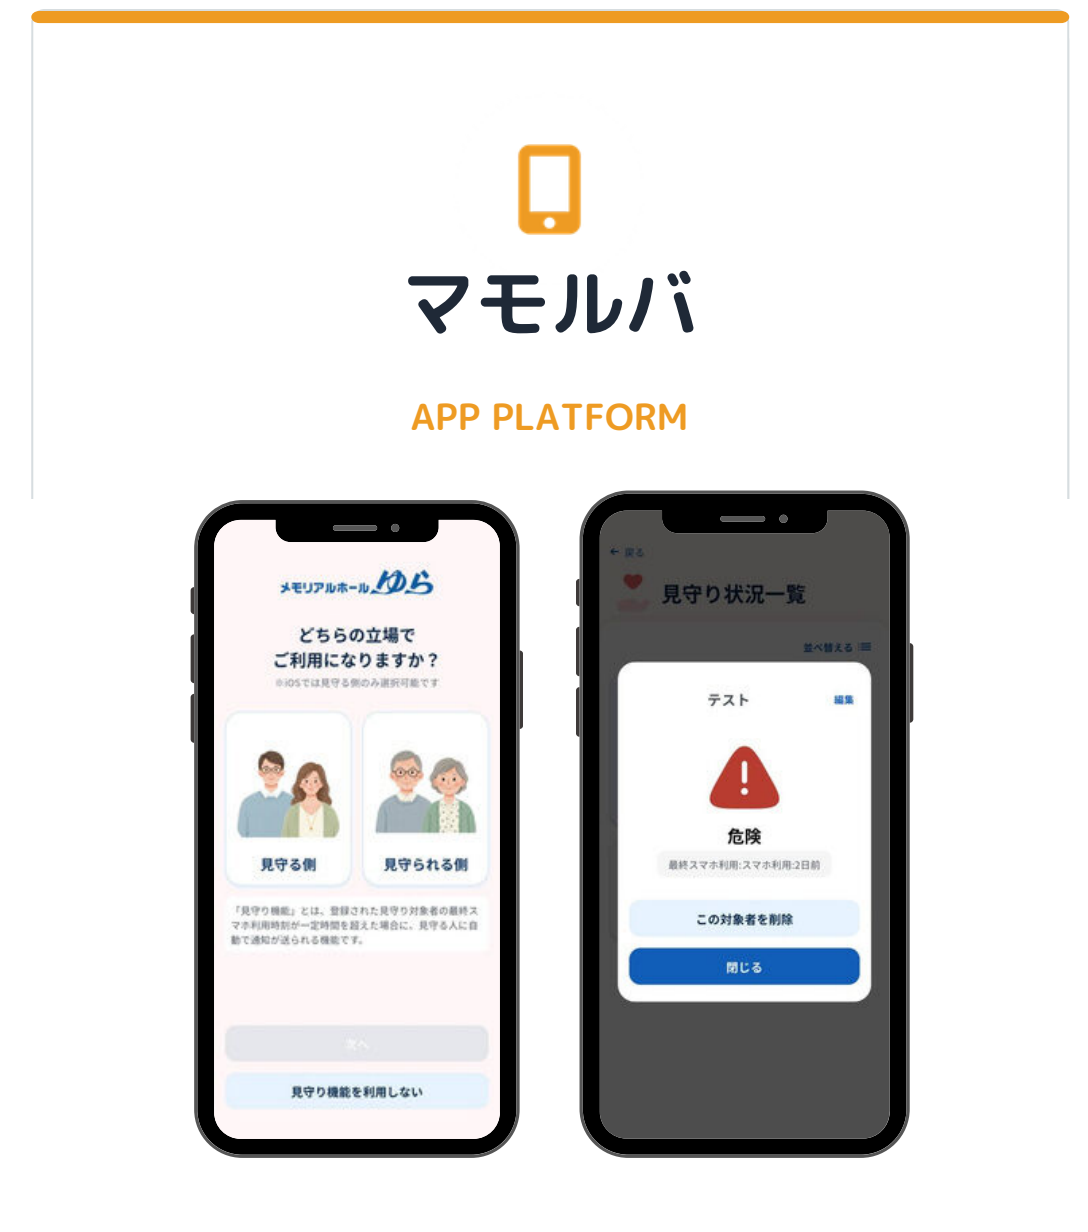 マモルバ
APP PLATFORM
メモリアルホールゆら
どちらの立場で
ご利用になりますか？
※iOSでは見守る側のみ選択可能です
見守る側
見守られる側
「見守り機能」とは、登録された見守り対象者の最終ス
マホ利用時刻が一定時間を超えた場合に、見守る人に自
動で通知が送られる機能です。
次へ
見守り機能を利用しない
← 戻る
見守り状況一覧
並べ替える
テスト
編集
危険
最終スマホ利用:スマホ利用:2日前
この対象者を削除
閉じる